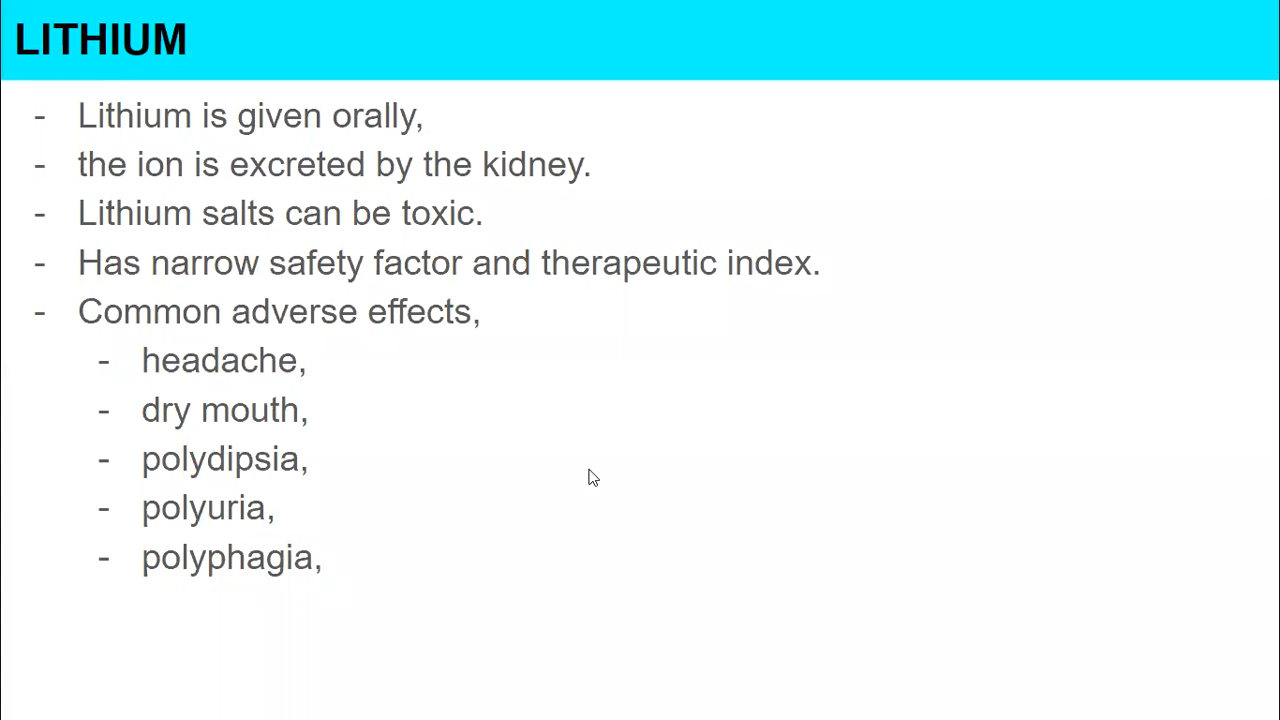 LITHIUM
- Lithium is given orally,
- the ion is excreted by the kidney.
- Lithium salts can be toxic.
- Has narrow safety factor and therapeutic index.
- Common adverse effects,
- headache,
- dry mouth,
- polydipsia,
- polyuria,
- polyphagia,